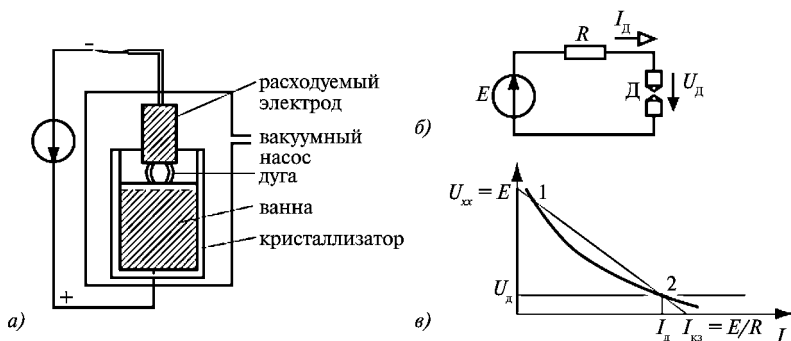 −
расходуемый
электрод
вакуумный
насос
дуга
ванна
кристаллизатор
+
а)
R
I_д
E
Д
U_д
б)
U_xx = E
1
2
U_д
I_д
I_кз = E/R
I
в)